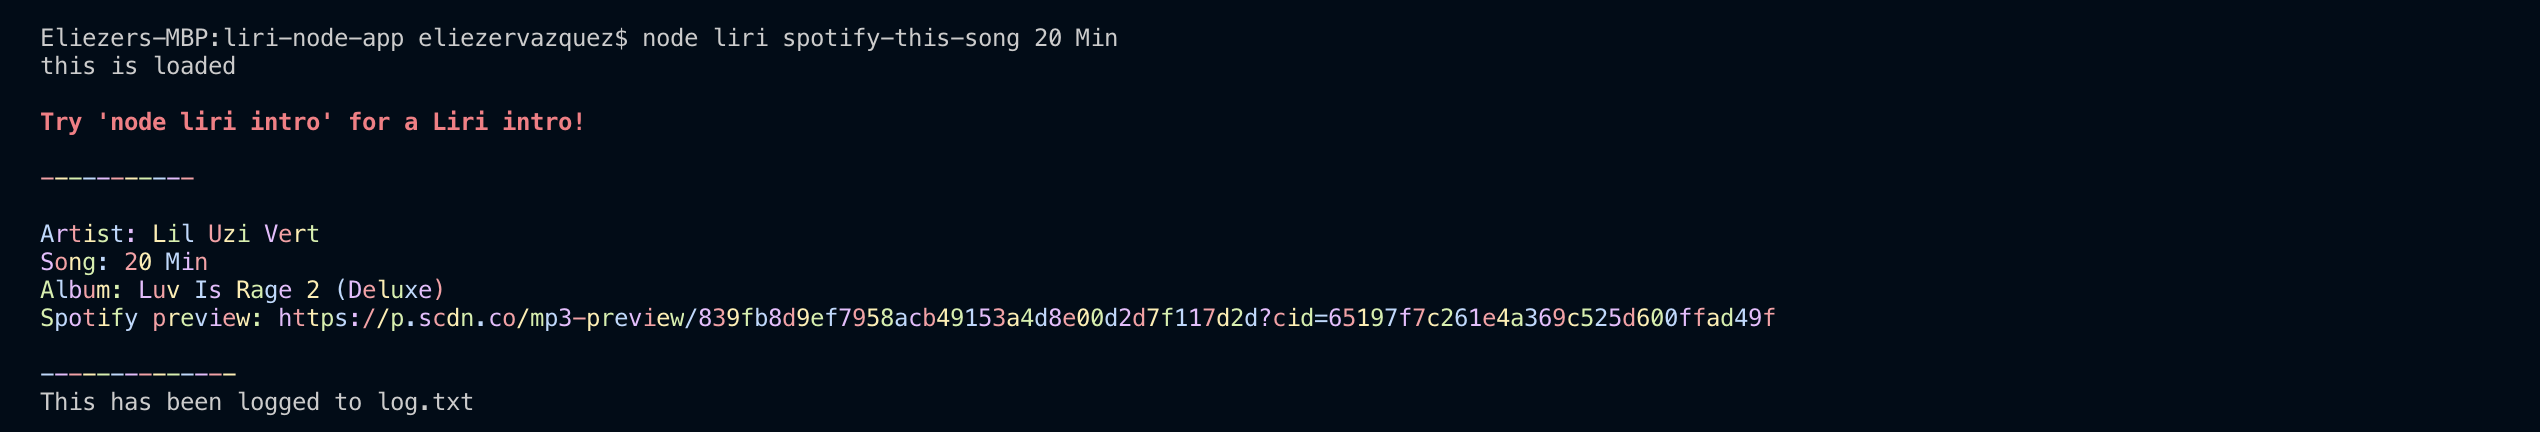 Eliezers-MBP:liri-node-app eliezervazquez$ node liri spotify-this-song 20 Min
this is loaded
Try 'node liri intro' for a Liri intro!
-----------
Artist: Lil Uzi Vert
Song: 20 Min
Album: Luv Is Rage 2 (Deluxe)
Spotify preview: https://p.scdn.co/mp3-preview/839fb8d9ef7958acb49153a4d8e00d2d7f117d2d?cid=65197f7c261e4a369c525d600ffad49f
--------------
This has been logged to log.txt